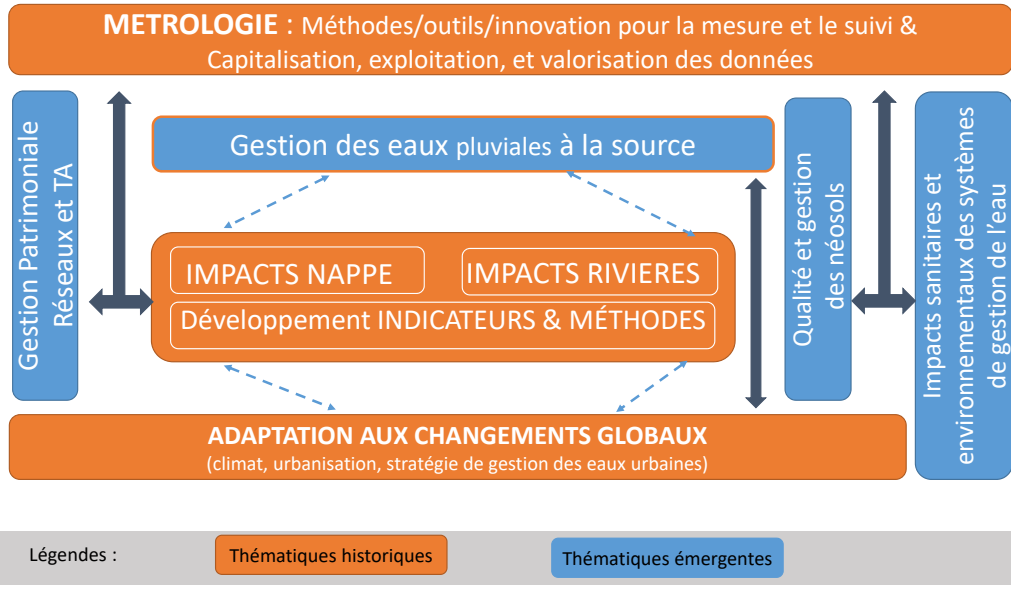 METROLOGIE : Méthodes/outils/innovation pour la mesure et le suivi &
Capitalisation, exploitation, et valorisation des données
Gestion Patrimoniale
Réseaux et TA
Gestion des eaux pluviales à la source
IMPACTS NAPPE
IMPACTS RIVIERES
Développement INDICATEURS & MÉTHODES
Qualité et gestion
des néosols
Impacts sanitaires et
environnementaux des systèmes
de gestion de l'eau
ADAPTATION AUX CHANGEMENTS GLOBAUX
(climat, urbanisation, stratégie de gestion des eaux urbaines)
Légendes :
Thématiques historiques
Thématiques émergentes